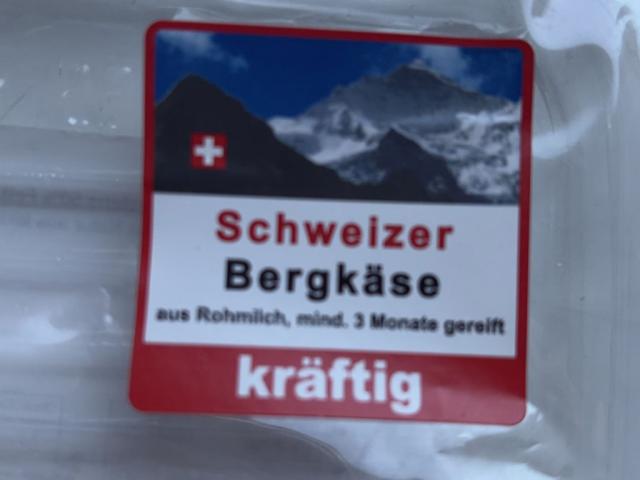 Schweizer
Bergkäse
aus Rohmilch, mind. 3 Monate gereift
kräftig